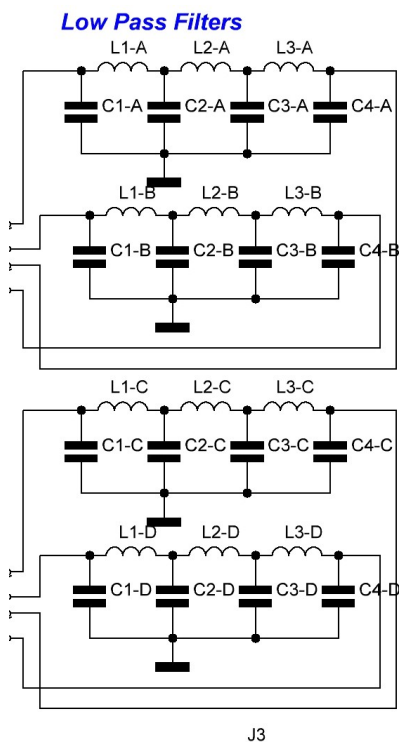 Low Pass Filters
L1-A L2-A L3-A
C1-A C2-A C3-A C4-A
L1-B L2-B L3-B
C1-B C2-B C3-B C4-B
L1-C L2-C L3-C
C1-C C2-C C3-C C4-C
L1-D L2-D L3-D
C1-D C2-D C3-D C4-D
J3